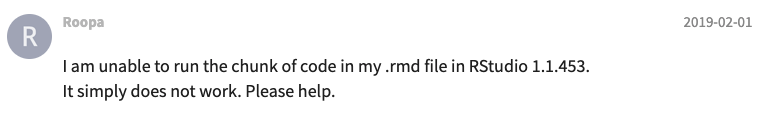 R
Roopa
2019-02-01
I am unable to run the chunk of code in my .rmd file in RStudio 1.1.453.
It simply does not work. Please help.